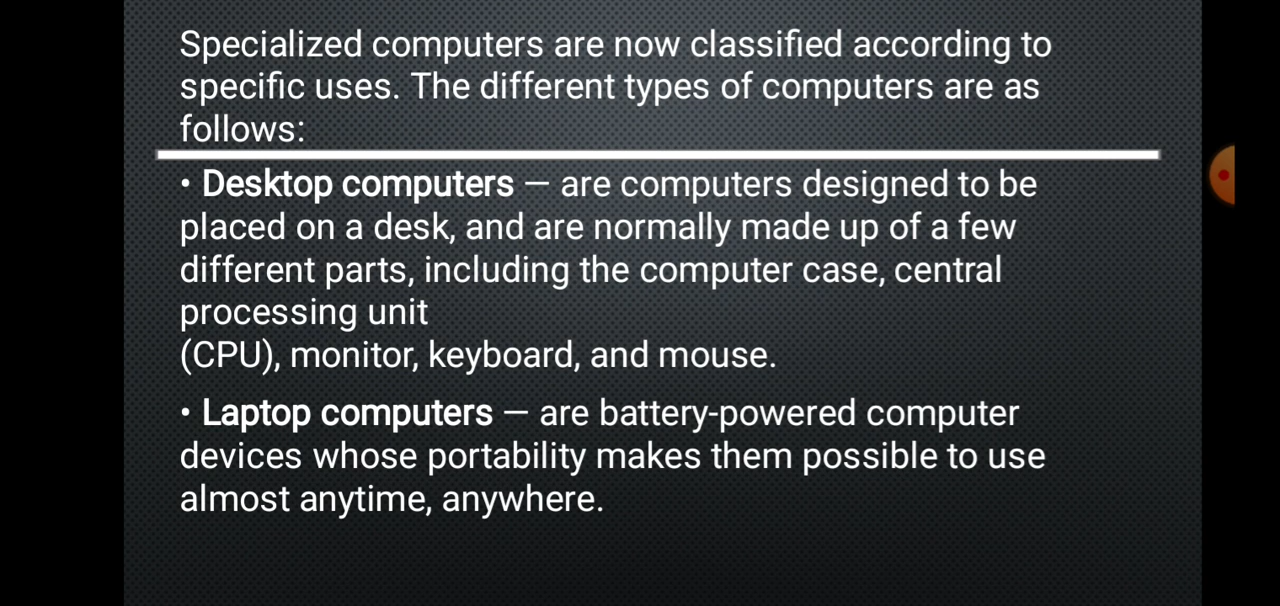 Specialized computers are now classified according to
specific uses. The different types of computers are as
follows:
• Desktop computers — are computers designed to be
placed on a desk, and are normally made up of a few
different parts, including the computer case, central
processing unit
(CPU), monitor, keyboard, and mouse.
• Laptop computers — are battery-powered computer
devices whose portability makes them possible to use
almost anytime, anywhere.